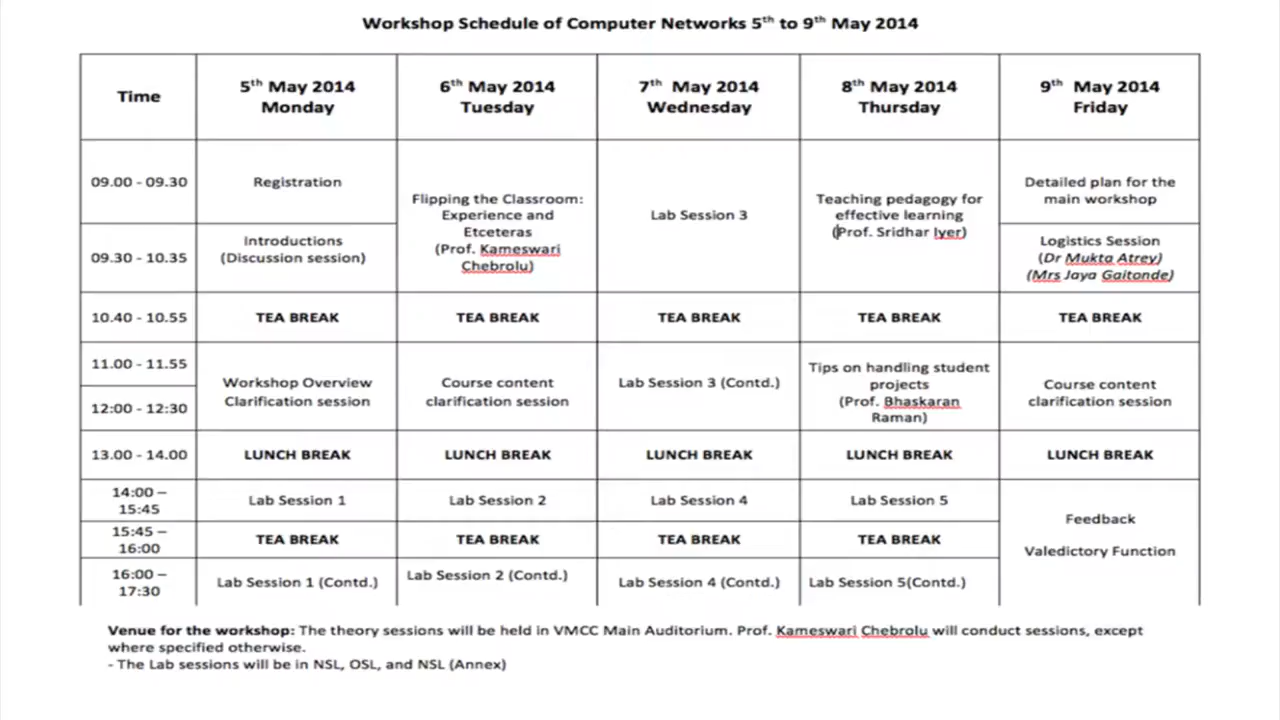 Workshop Schedule of Computer Networks 5th to 9th May 2014
Time
5th May 2014
Monday
6th May 2014
Tuesday
7th May 2014
Wednesday
8th May 2014
Thursday
9th May 2014
Friday
09.00 - 09.30
Registration
Flipping the Classroom:
Experience and
Etceteras
(Prof. Kameswari
Chebrolu)
Lab Session 3
Teaching pedagogy for
effective learning
(Prof. Sridhar Iyer)
Detailed plan for the
main workshop
09.30 - 10.35
Introductions
(Discussion session)
Logistics Session
(Dr Mukta Atrey)
(Mrs Jaya Gaitonde)
10.40 - 10.55
TEA BREAK
TEA BREAK
TEA BREAK
TEA BREAK
TEA BREAK
11.00 - 11.55
Workshop Overview
Clarification session
Course content
clarification session
Lab Session 3 (Contd.)
Tips on handling student
projects
(Prof. Bhaskaran
Raman)
Course content
clarification session
12:00 - 12:30
13.00 - 14.00
LUNCH BREAK
LUNCH BREAK
LUNCH BREAK
LUNCH BREAK
LUNCH BREAK
14:00 –
15:45
Lab Session 1
Lab Session 2
Lab Session 4
Lab Session 5
Feedback
Valedictory Function
15:45 –
16:00
TEA BREAK
TEA BREAK
TEA BREAK
TEA BREAK
16:00 –
17:30
Lab Session 1 (Contd.)
Lab Session 2 (Contd.)
Lab Session 4 (Contd.)
Lab Session 5(Contd.)
Venue for the workshop: The theory sessions will be held in VMCC Main Auditorium. Prof. Kameswari Chebrolu will conduct sessions, except
where specified otherwise.
- The Lab sessions will be in NSL, OSL, and NSL (Annex)